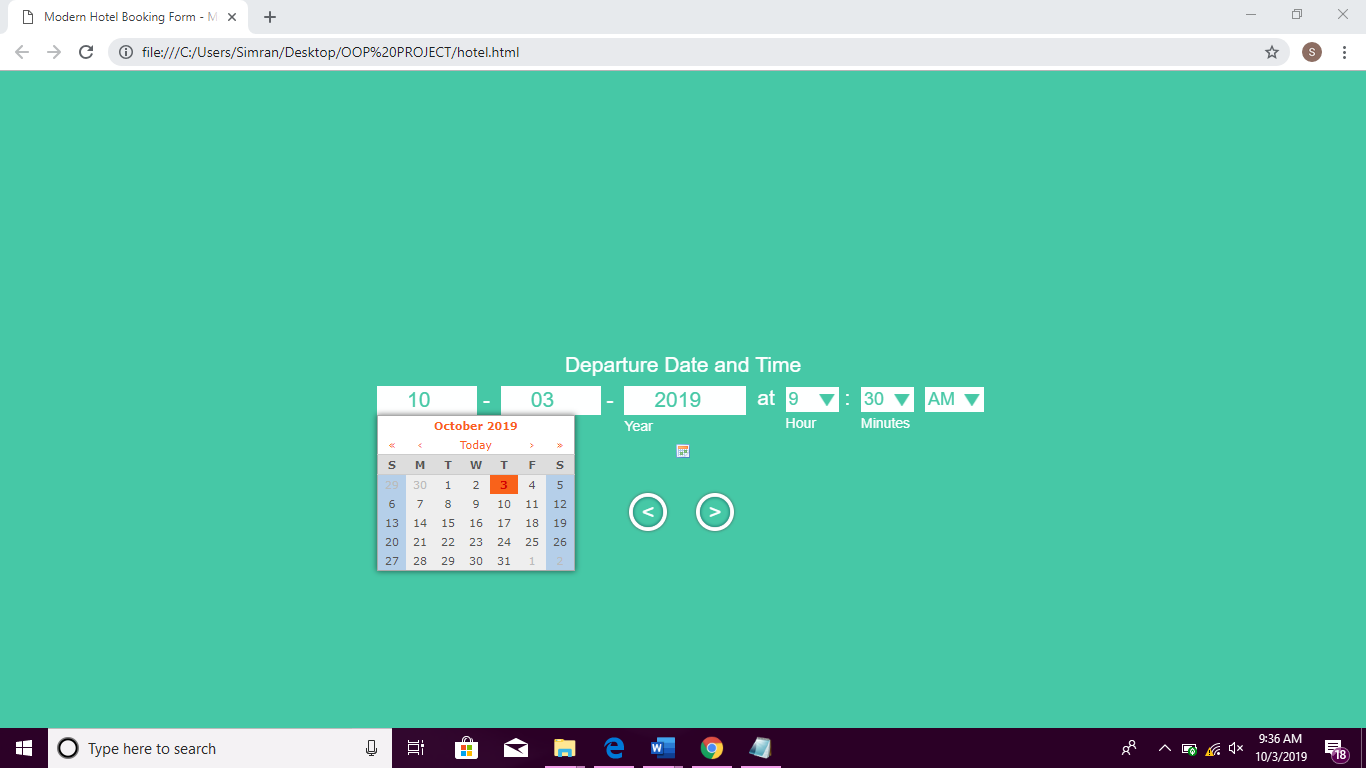 Modern Hotel Booking Form - M
file:///C:/Users/Simran/Desktop/OOP%20PROJECT/hotel.html
S
Departure Date and Time
10 - 03 - 2019 at 9 : 30 AM
Year Hour Minutes
October 2019
« ‹ Today › »
S M T W T F S
29 30 1 2 3 4 5
6 7 8 9 10 11 12
13 14 15 16 17 18 19
20 21 22 23 24 25 26
27 28 29 30 31 1 2
< >
Type here to search
9:36 AM
10/3/2019
18